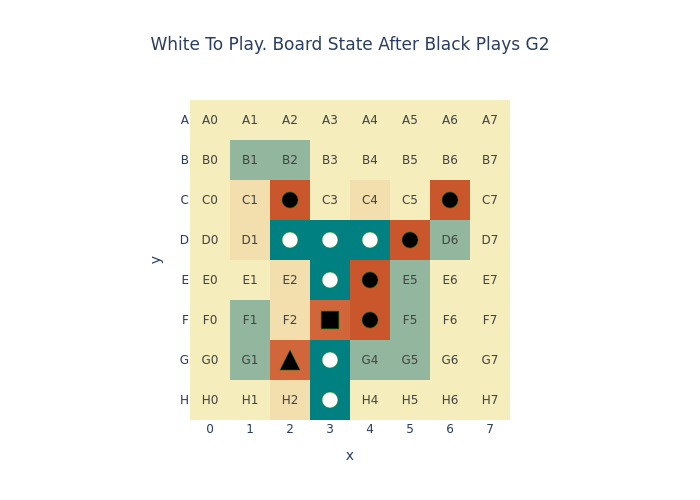 White To Play. Board State After Black Plays G2
A A0 A1 A2 A3 A4 A5 A6 A7
B B0 B1 B2 B3 B4 B5 B6 B7
C C0 C1 C3 C4 C5 C7
D D0 D1 D6 D7
y
E E0 E1 E2 E5 E6 E7
F F0 F1 F2 F5 F6 F7
G G0 G1 G4 G5 G6 G7
H H0 H1 H2 H4 H5 H6 H7
0 1 2 3 4 5 6 7
x